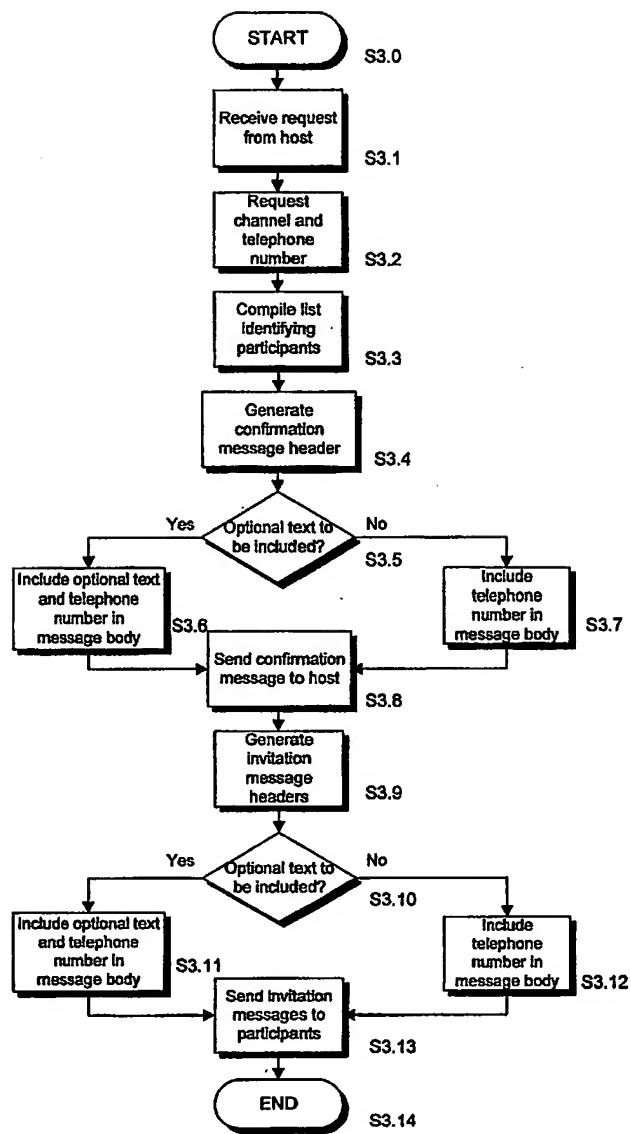 START
S3.0
Receive request
from host
S3.1
Request
channel and
telephone
number
S3.2
Compile list
identifying
participants
S3.3
Generate
confirmation
message header
S3.4
Yes
Optional text to
be included?
No
S3.5
Include optional text
and telephone
number in
message body
S3.6
Include
telephone
number in
message body
S3.7
Send confirmation
message to host
S3.8
Generate
invitation
message
headers
S3.9
Yes
Optional text to
be included?
No
S3.10
Include optional text
and telephone
number in
message body
S3.11
Include
telephone
number in
message body
S3.12
Send invitation
messages to
participants
S3.13
END
S3.14